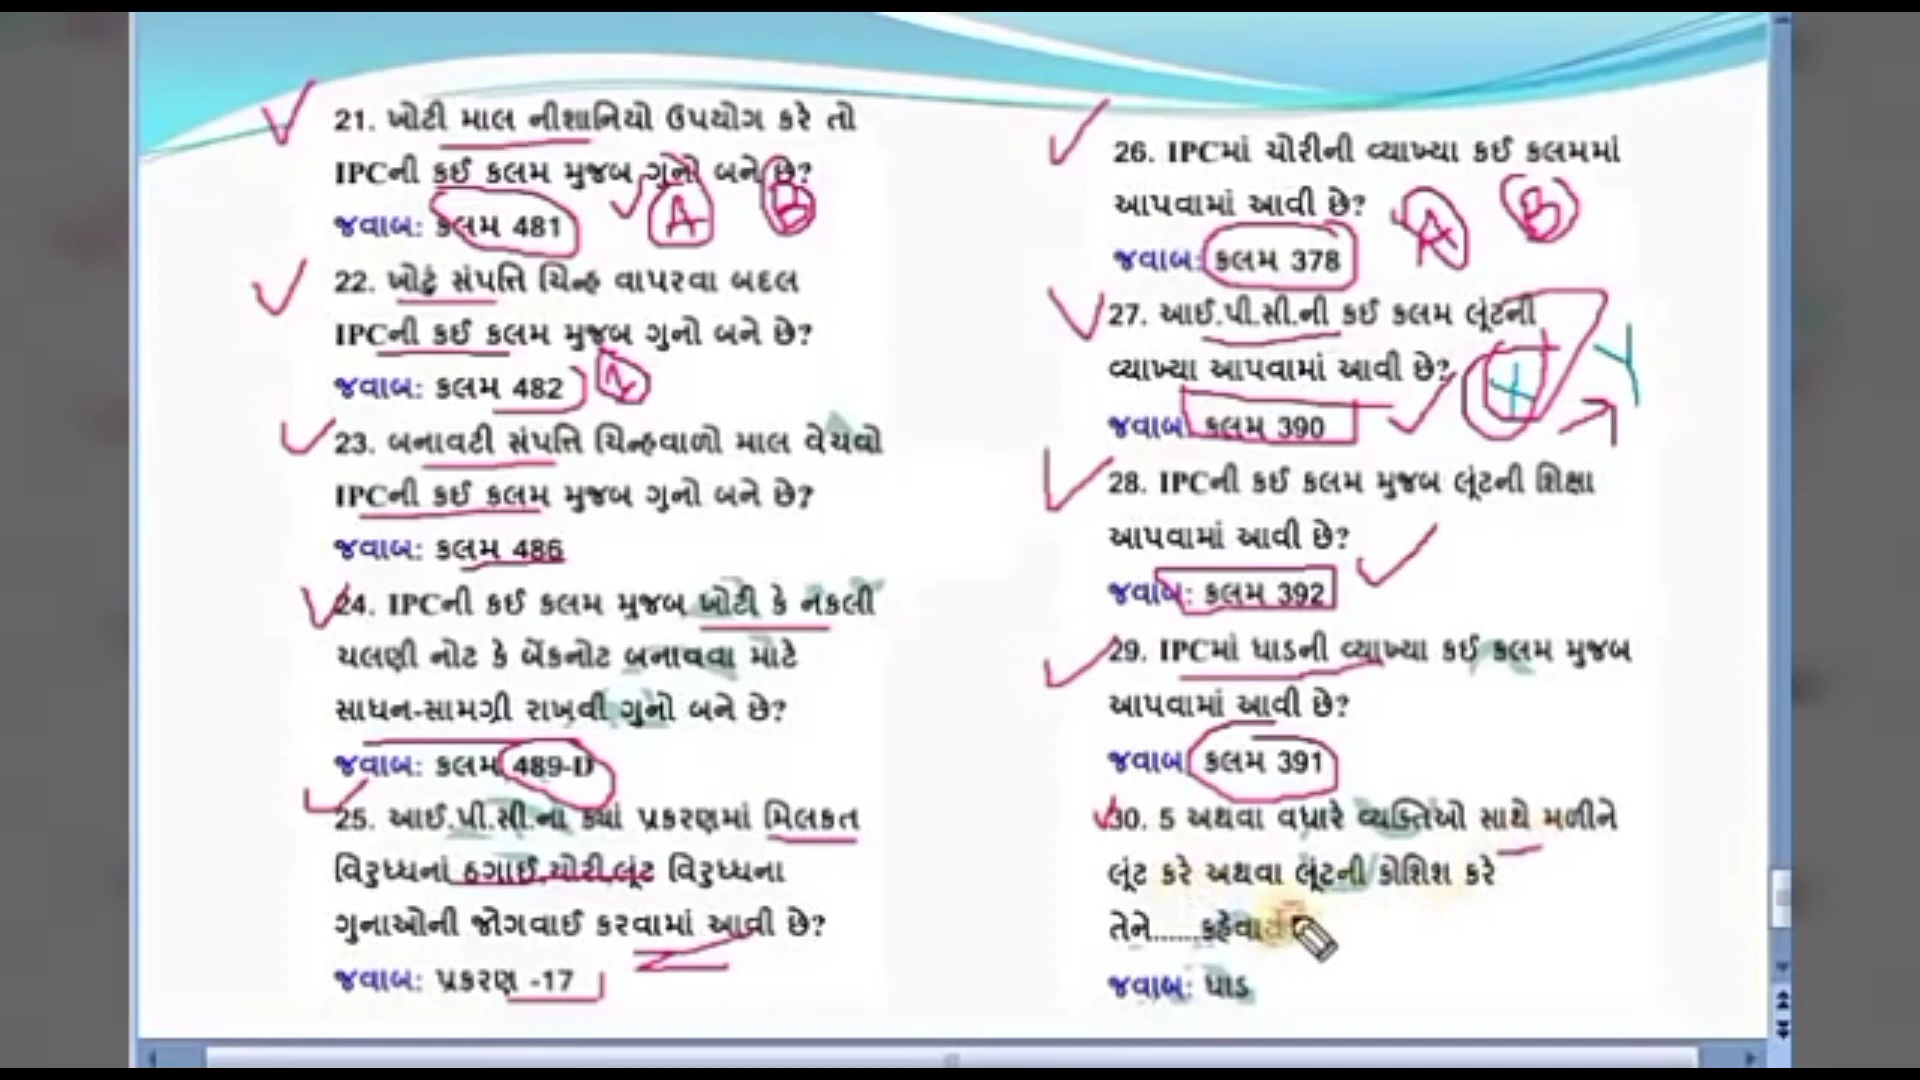 21. ખોટી માલ નીશાનિયો ઉપયોગ કરે તો
IPCની કઈ કલમ મુજબ ગુનો બને છે?
A B
જવાબ: કલમ 481
22. ખોટું સંપત્તિ ચિન્હ વાપરવા બદલ
IPCની કઈ કલમ મુજબ ગુનો બને છે?
જવાબ: કલમ 482
2
23. બનાવટી સંપત્તિ ચિન્હવાળો માલ વેચવો
IPCની કઈ કલમ મુજબ ગુનો બને છે?
જવાબ: કલમ 486
24. IPCની કઈ કલમ મુજબ ખોટી કે નકલી
ચલણી નોટ કે બેંકનોટ બનાવવા માટે
સાધન-સામગ્રી રાખવી ગુનો બને છે?
જવાબ: કલમ 489-D
25. આઈ.પી.સી.ના ક્યાં પ્રકરણમાં મિલકત
વિરુધ્ધનાં ઠગાઈ,ચોરી,લૂંટ વિરુધ્ધના
ગુનાઓની જોગવાઈ કરવામાં આવી છે?
જવાબ: પ્રકરણ -17
26. IPCમાં ચોરીની વ્યાખ્યા કઈ કલમમાં
આપવામાં આવી છે?
A B
જવાબ: કલમ 378
27. આઈ.પી.સી.ની કઈ કલમ લૂંટની
વ્યાખ્યા આપવામાં આવી છે?
જવાબ: કલમ 390
28. IPCની કઈ કલમ મુજબ લૂંટની શિક્ષા
આપવામાં આવી છે?
જવાબ: કલમ 392
29. IPCમાં ધાડની વ્યાખ્યા કઈ કલમ મુજબ
આપવામાં આવી છે?
જવાબ: કલમ 391
30. 5 અથવા વધારે વ્યક્તિઓ સાથે મળીને
લૂંટ કરે અથવા લૂંટની કોશિશ કરે
તેને......
જવાબ: ધાડ